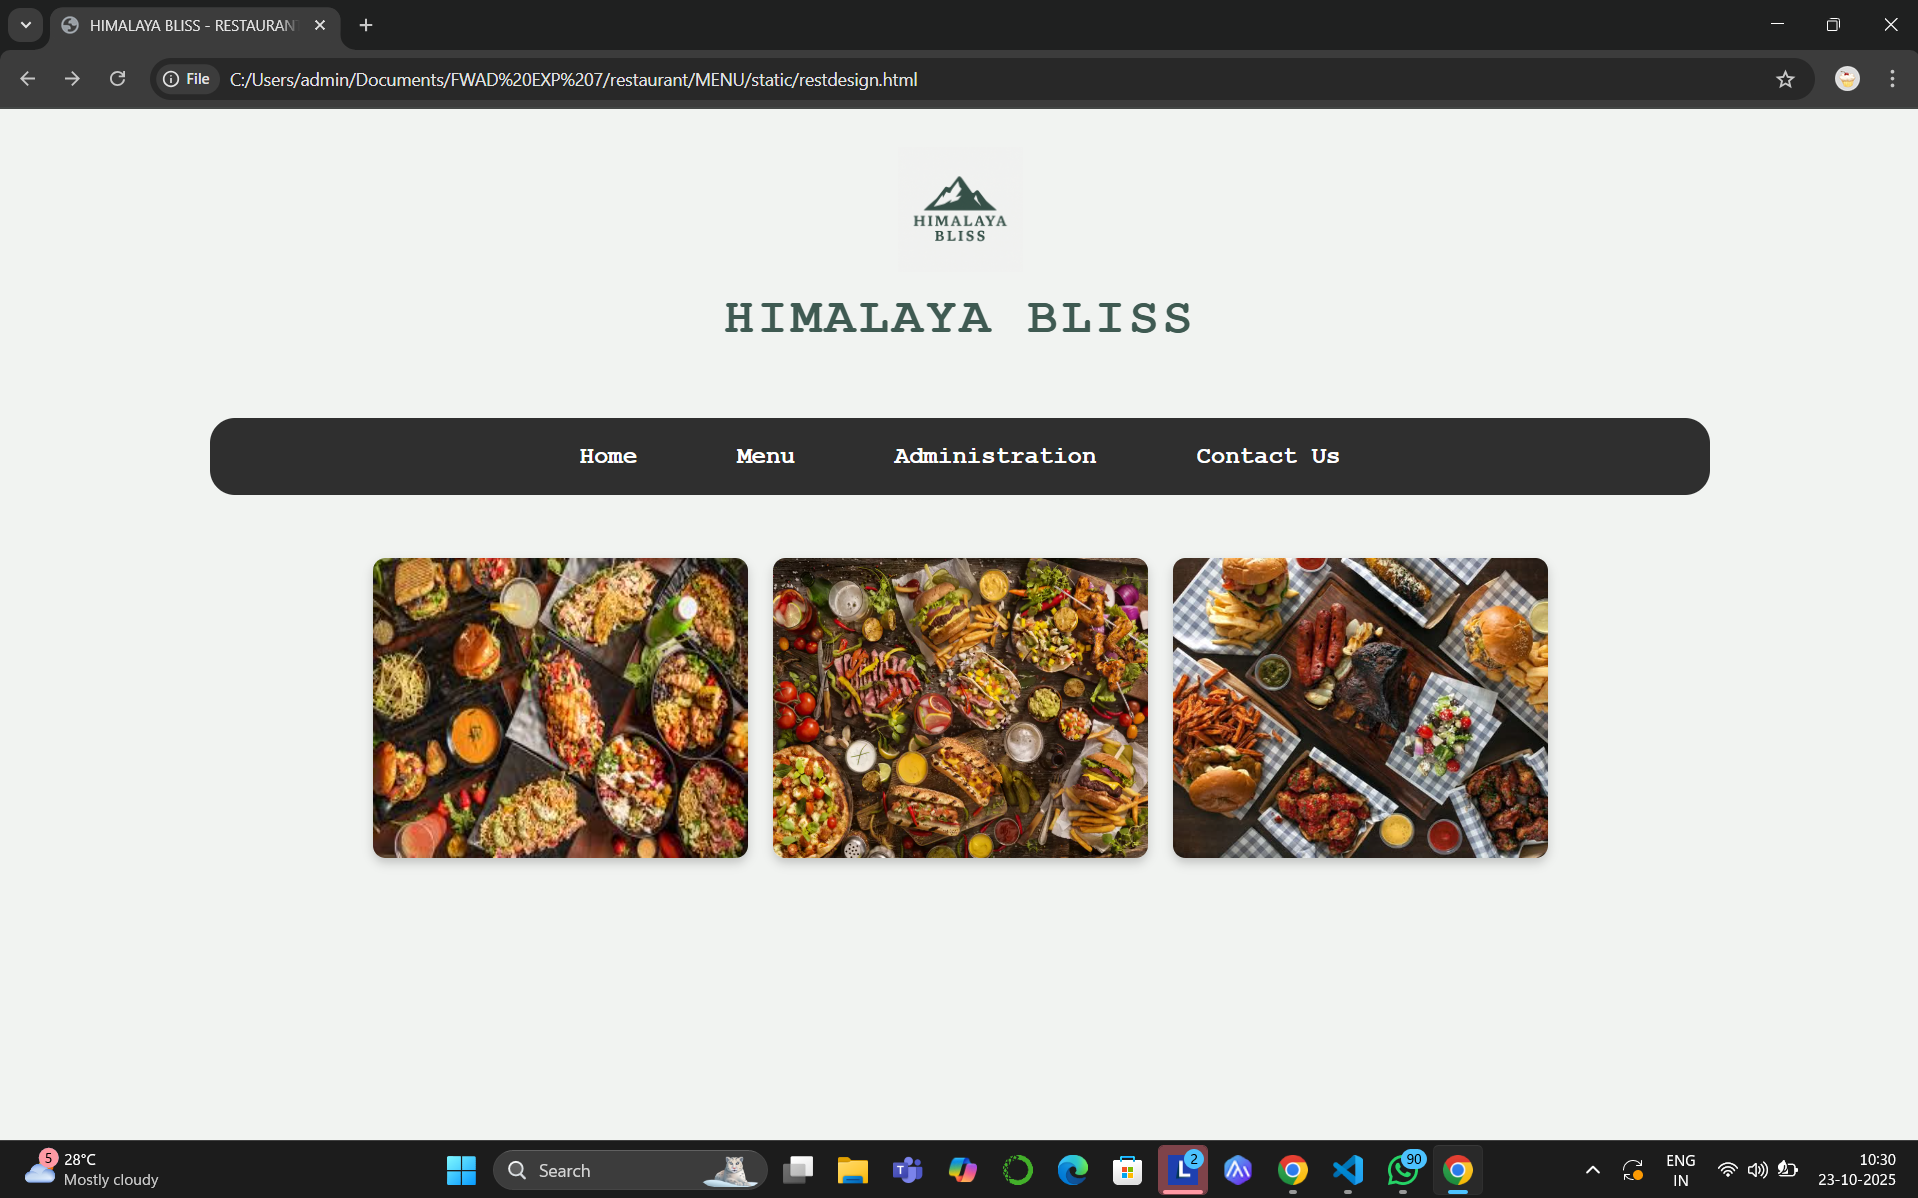 HIMALAYA BLISS - RESTAURAN
File C:/Users/admin/Documents/FWAD%20EXP%207/restaurant/MENU/static/restdesign.html
HIMALAYA
BLISS
HIMALAYA BLISS
Home Menu Administration Contact Us
5 28°C
Mostly cloudy
Search
T
L 2
90
ENG
IN
10:30
23-10-2025